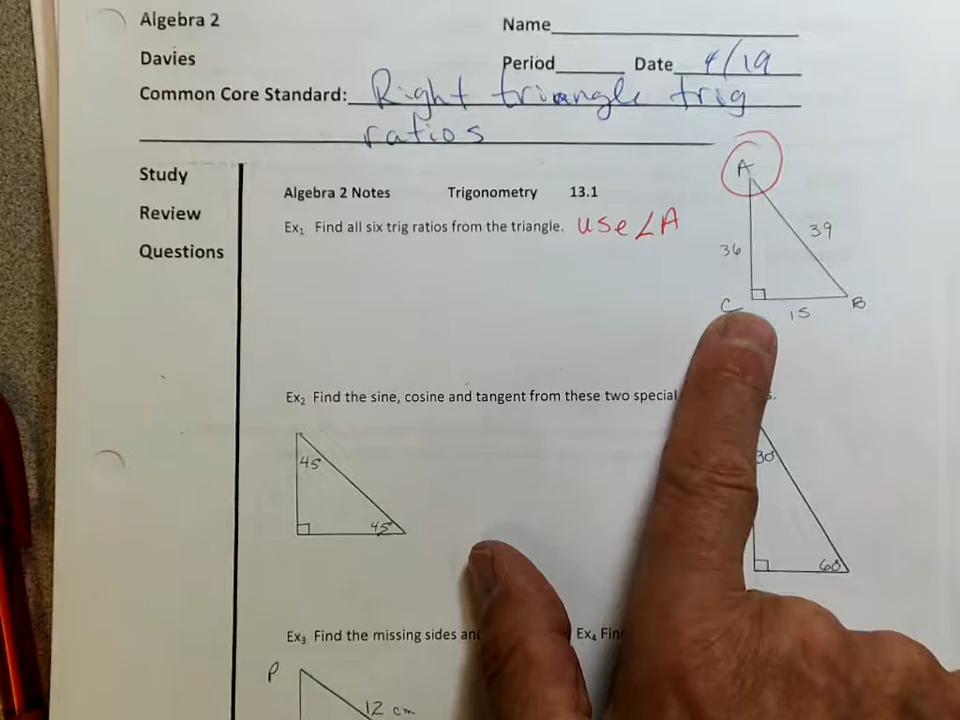 Algebra 2
Name
Davies
Period Date 4/19
Common Core Standard: Right triangle trig
ratios
Study
Review
Questions
Algebra 2 Notes Trigonometry 13.1
Ex1 Find all six trig ratios from the triangle. use ∠A
A
36
39
C
15
B
Ex2 Find the sine, cosine and tangent from these two special
45°
45°
30°
60°
Ex3 Find the missing sides
Ex4
P
12 cm